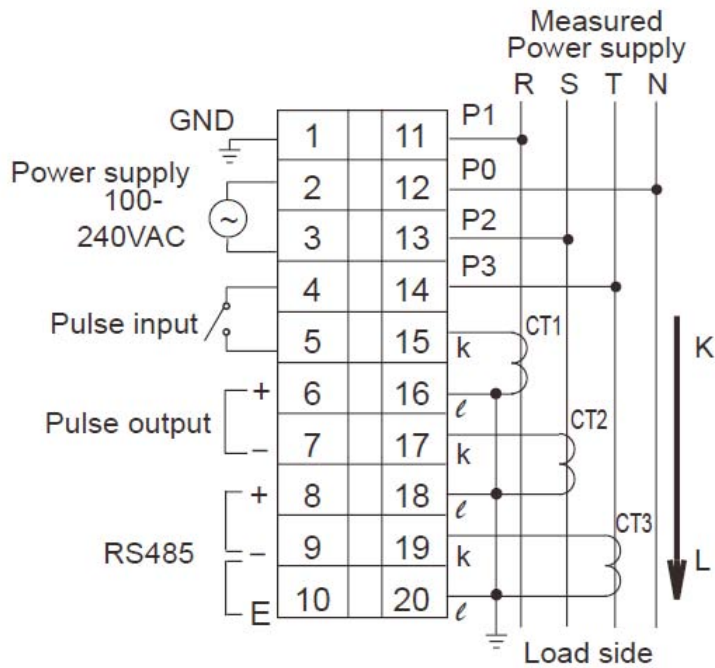 Measured
Power supply
R S T N
GND
1 11 P1
Power supply
100-
240VAC
2 12 P0
3 13 P2
4 14 P3
Pulse input
5 15 k CT1
6 16 ℓ
Pulse output
+
−
7 17 k CT2
8 18 ℓ
RS485
+
−
E
9 19 k CT3
10 20 ℓ
K
L
Load side